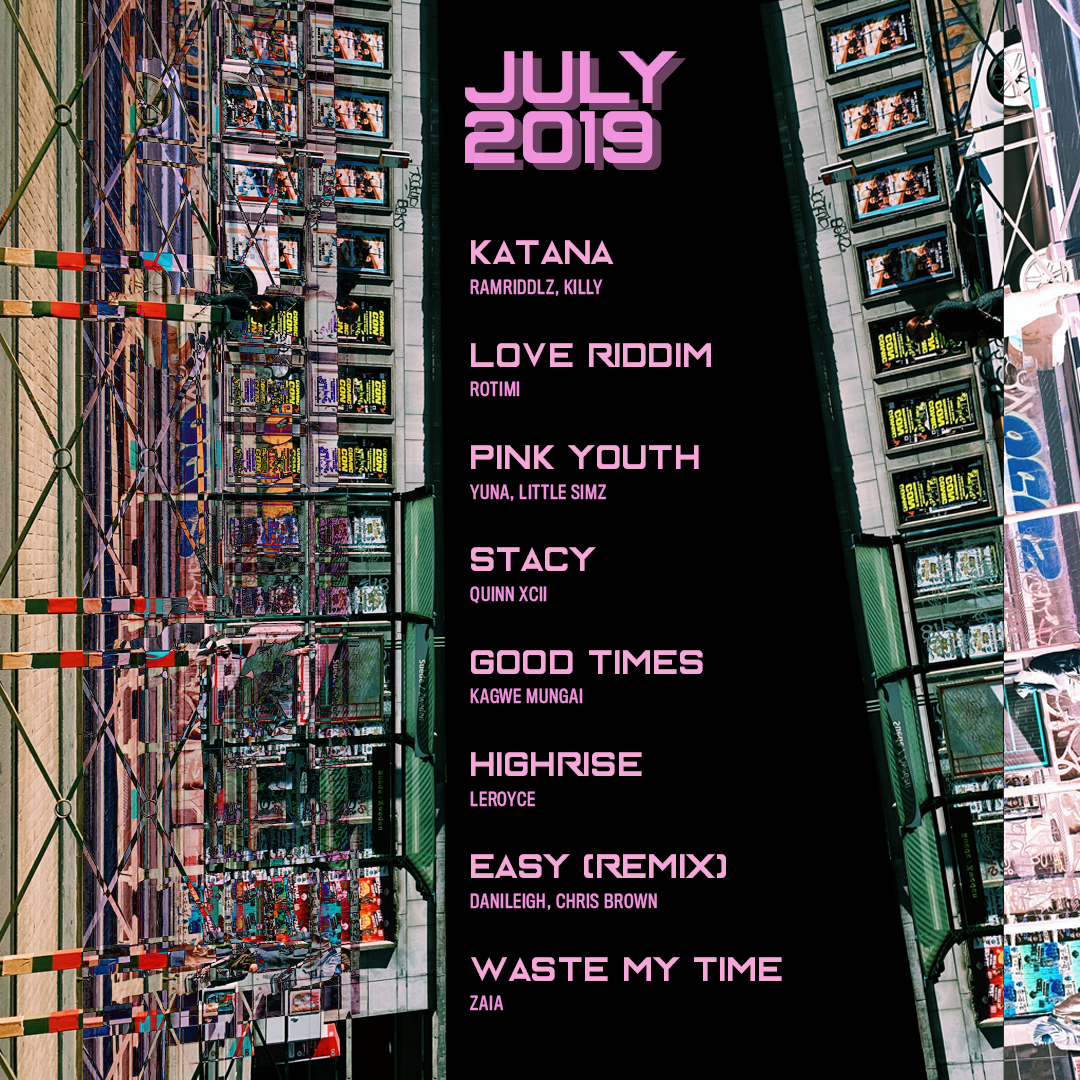 JULY
2019
KATANA
RAMRIDDLZ, KILLY
LOVE RIDDIM
ROTIMI
PINK YOUTH
YUNA, LITTLE SIMZ
STACY
QUINN XCII
GOOD TIMES
KAGWE MUNGAI
HIGHRISE
LEROYCE
EASY (REMIX)
DANILEIGH, CHRIS BROWN
WASTE MY TIME
ZAIA